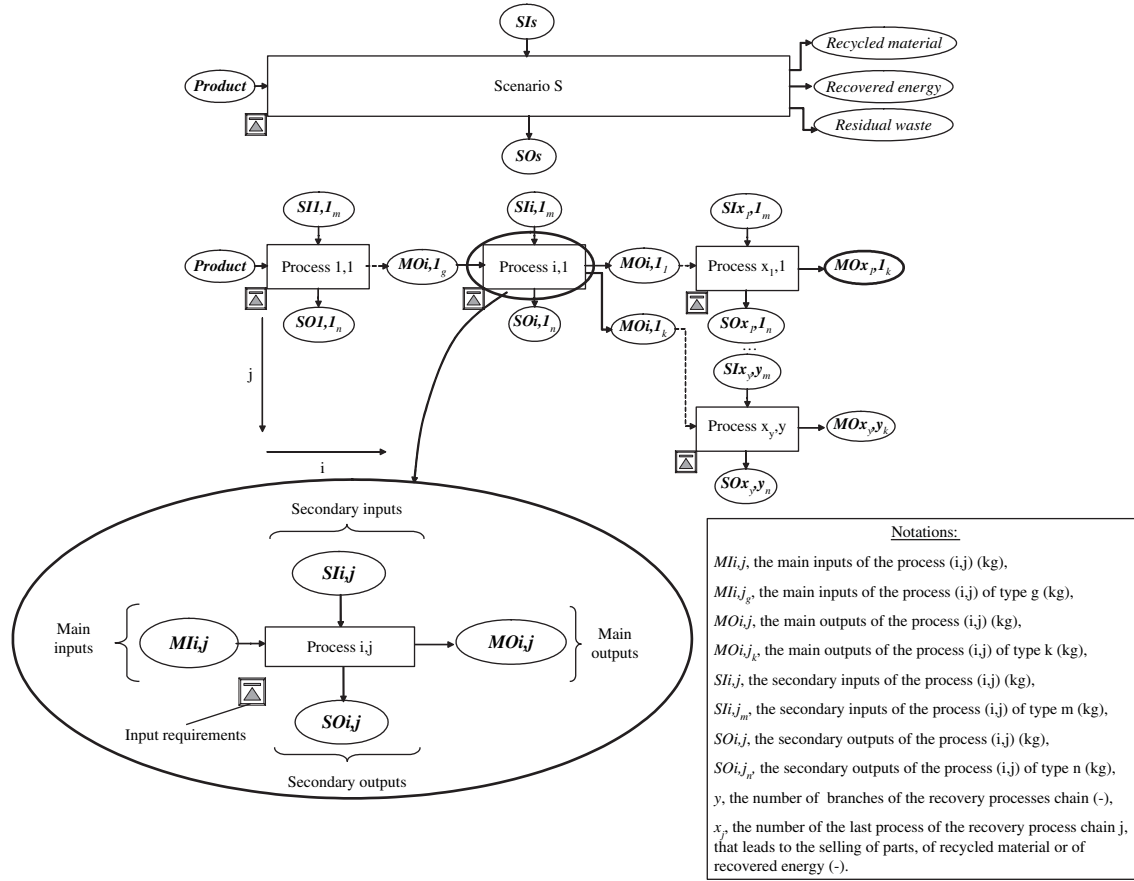 SIs
Recycled material
Product
Scenario S
Recovered energy
Residual waste
SOs
SI1,1m
SIi,1m
SIx1,1m
Product
Process 1,1
MOi,1g
Process i,1
MOi,11
Process x1,1
MOx1,1k
SO1,1n
SOi,1n
MOi,1k
SOx1,1n
...
SIxy,ym
j
Process xy,y
MOxy,yk
i
SOxy,yn
Secondary inputs
SIi,j
Main
inputs
MIi,j
Process i,j
MOi,j
Main
outputs
SOi,j
Input requirements
Secondary outputs
Notations:
MIi,j, the main inputs of the process (i,j) (kg),
MIi,jg, the main inputs of the process (i,j) of type g (kg),
MOi,j, the main outputs of the process (i,j) (kg),
MOi,jk, the main outputs of the process (i,j) of type k (kg),
SIi,j, the secondary inputs of the process (i,j) (kg),
SIi,jm, the secondary inputs of the process (i,j) of type m (kg),
SOi,j, the secondary outputs of the process (i,j) (kg),
SOi,jn, the secondary outputs of the process (i,j) of type n (kg),
y, the number of branches of the recovery processes chain (-),
xj, the number of the last process of the recovery process chain j,
that leads to the selling of parts, of recycled material or of
recovered energy (-).